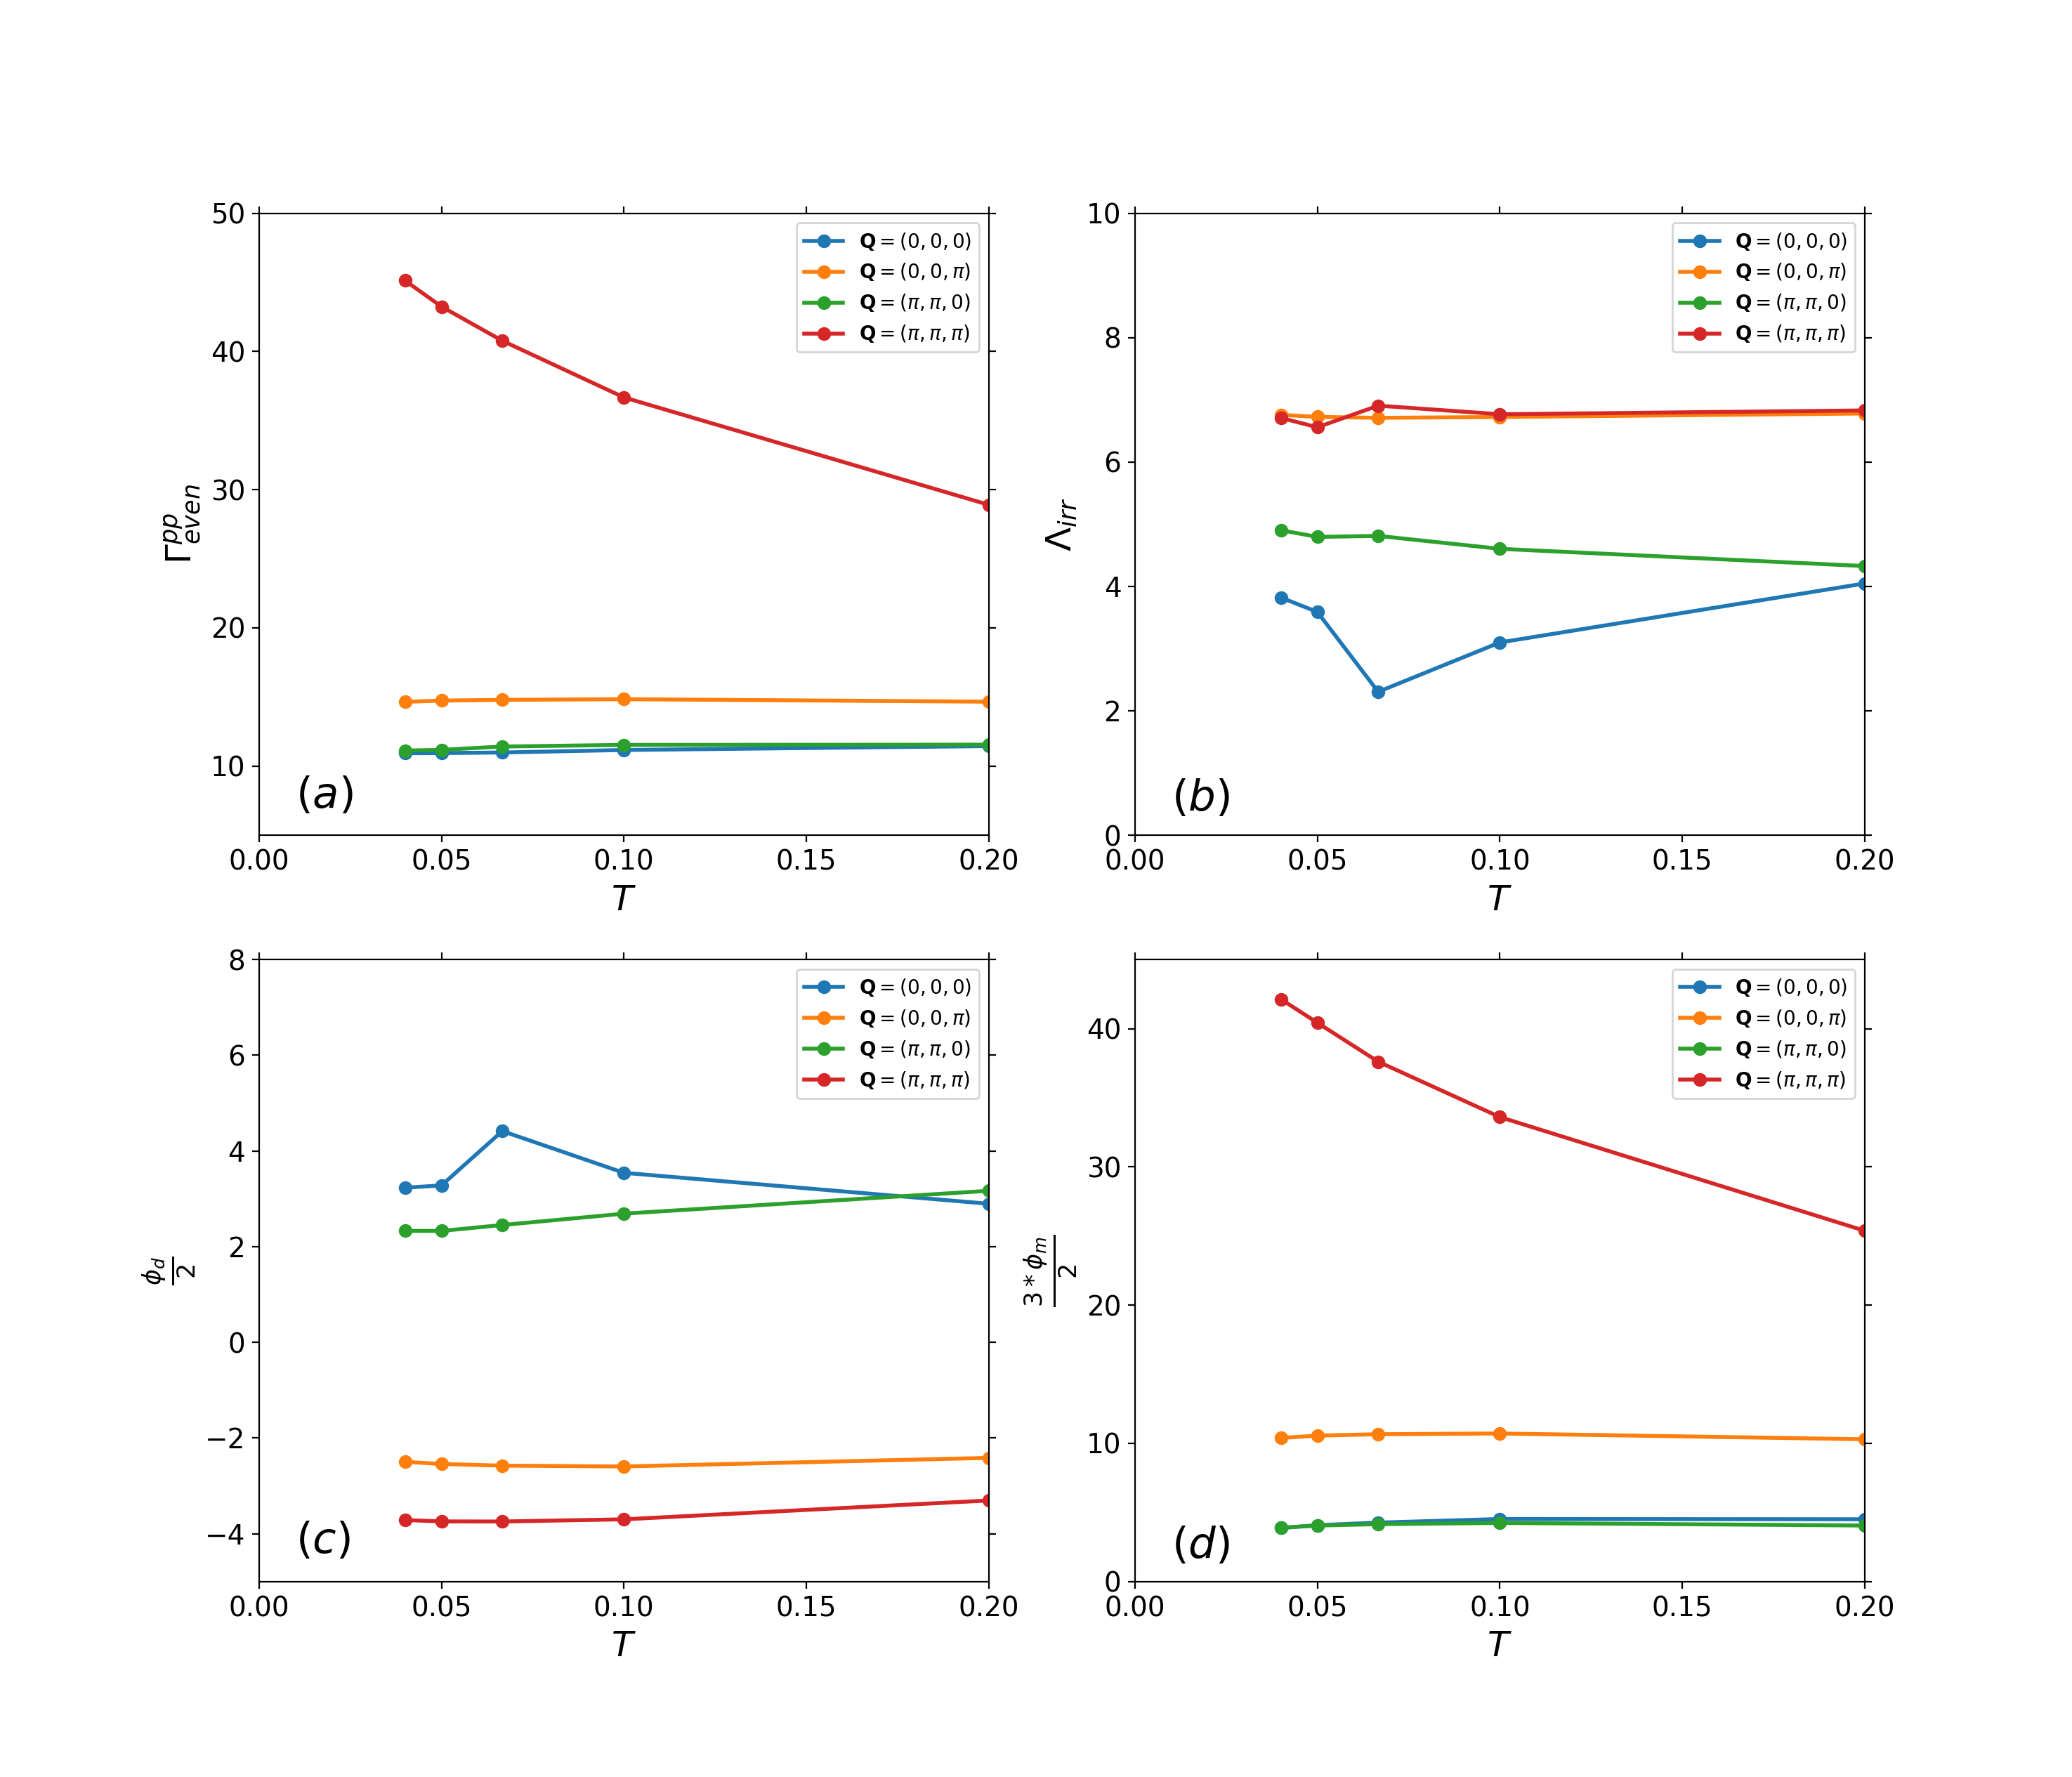 50
40
30
20
10
0.00 0.05 0.10 0.15 0.20
T
Γ^{pp}_{even}
Q = (0, 0, 0)
Q = (0, 0, π)
Q = (π, π, 0)
Q = (π, π, π)
(a)
10
8
6
4
2
0
0.00 0.05 0.10 0.15 0.20
T
Λ_{irr}
Q = (0, 0, 0)
Q = (0, 0, π)
Q = (π, π, 0)
Q = (π, π, π)
(b)
8
6
4
2
0
−2
−4
0.00 0.05 0.10 0.15 0.20
T
ϕ_d/2
Q = (0, 0, 0)
Q = (0, 0, π)
Q = (π, π, 0)
Q = (π, π, π)
(c)
40
30
20
10
0
0.00 0.05 0.10 0.15 0.20
T
3 * ϕ_m/2
Q = (0, 0, 0)
Q = (0, 0, π)
Q = (π, π, 0)
Q = (π, π, π)
(d)